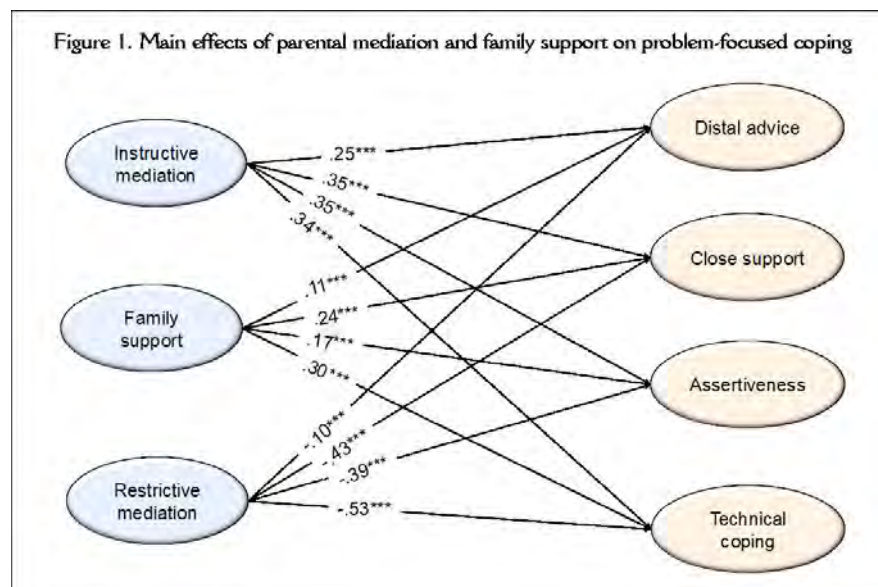 Figure 1. Main effects of parental mediation and family support on problem-focused coping
Instructive
mediation
Family
support
Restrictive
mediation
.25***
.35***
.35***
.34***
.11***
.24***
.17***
.30***
-.10***
-.43***
-.39***
-.53***
Distal advice
Close support
Assertiveness
Technical
coping